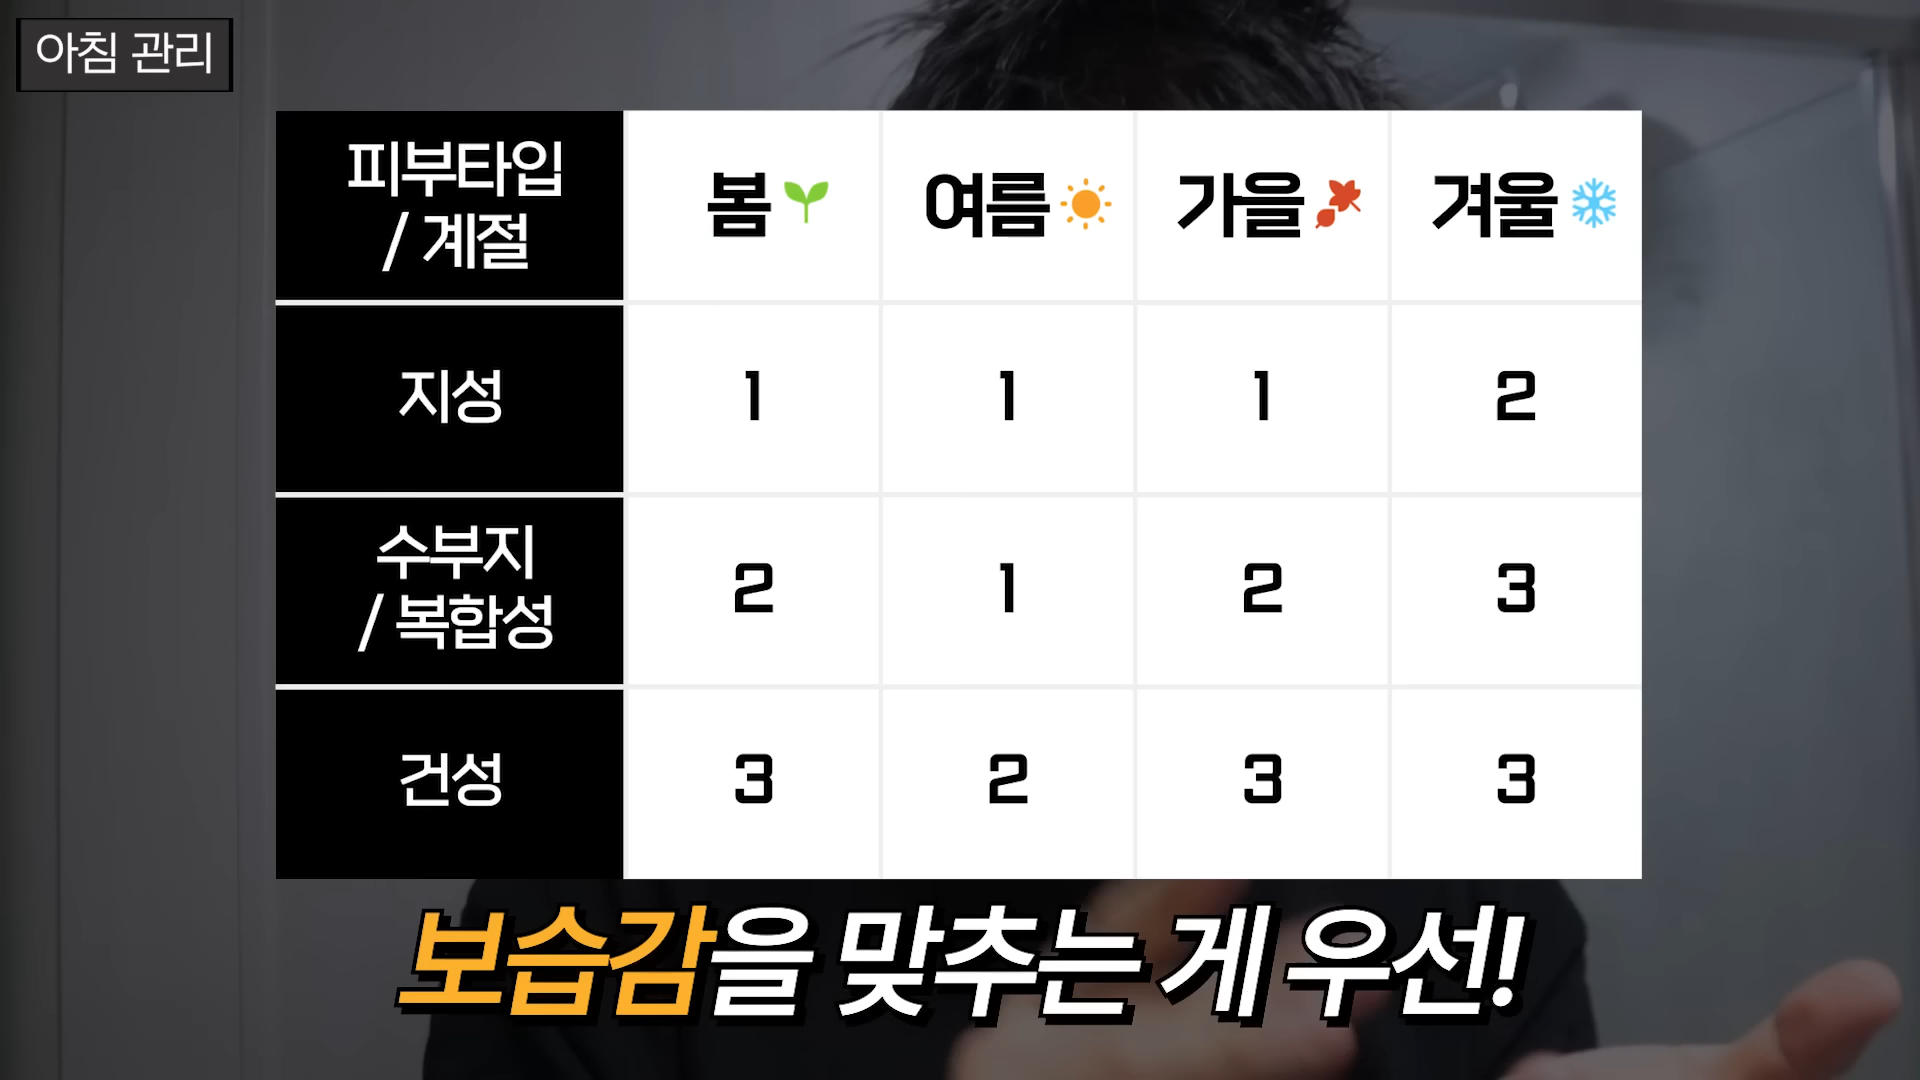 아침 관리
피부타입
/ 계절
봄 여름 가을 겨울
지성 1 1 1 2
수부지
/ 복합성
2 1 2 3
건성 3 2 3 3
보습감을 맞추는 게 우선!